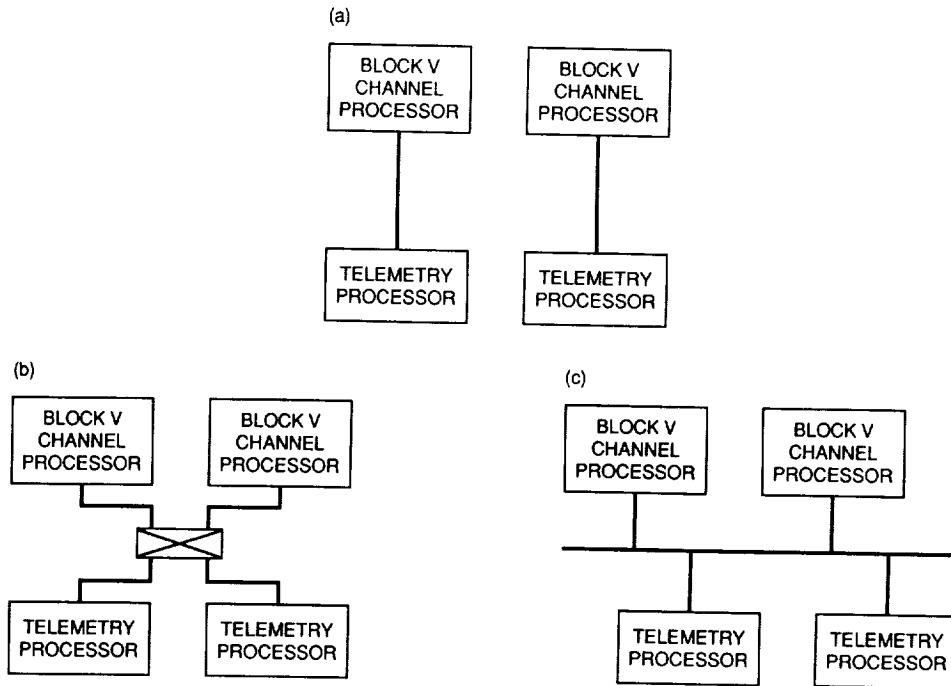 (a)
BLOCK V
CHANNEL
PROCESSOR
BLOCK V
CHANNEL
PROCESSOR
TELEMETRY
PROCESSOR
TELEMETRY
PROCESSOR
(b)
BLOCK V
CHANNEL
PROCESSOR
BLOCK V
CHANNEL
PROCESSOR
TELEMETRY
PROCESSOR
TELEMETRY
PROCESSOR
(c)
BLOCK V
CHANNEL
PROCESSOR
BLOCK V
CHANNEL
PROCESSOR
TELEMETRY
PROCESSOR
TELEMETRY
PROCESSOR